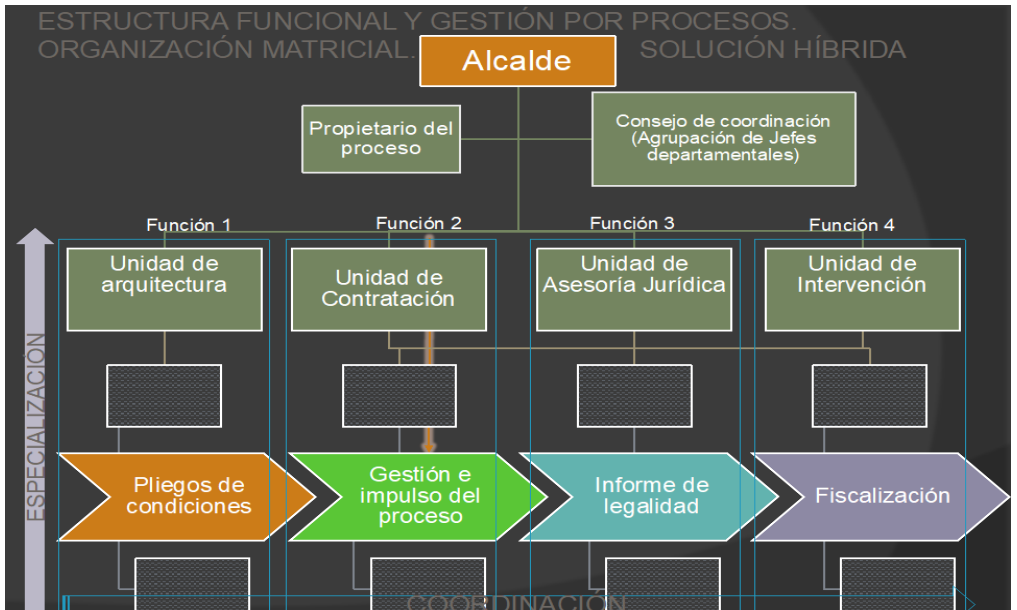 ESTRUCTURA FUNCIONAL Y GESTIÓN POR PROCESOS.
ORGANIZACIÓN MATRICIAL. SOLUCIÓN HÍBRIDA
Alcalde
Propietario del
proceso
Consejo de coordinación
(Agrupación de Jefes
departamentales)
Función 1
Función 2
Función 3
Función 4
Unidad de
arquitectura
Unidad de
Contratación
Unidad de
Asesoría Jurídica
Unidad de
Intervención
ESPECIALIZACIÓN
Pliegos de
condiciones
Gestión e
impulso del
proceso
Informe de
legalidad
Fiscalización
COORDINACIÓN